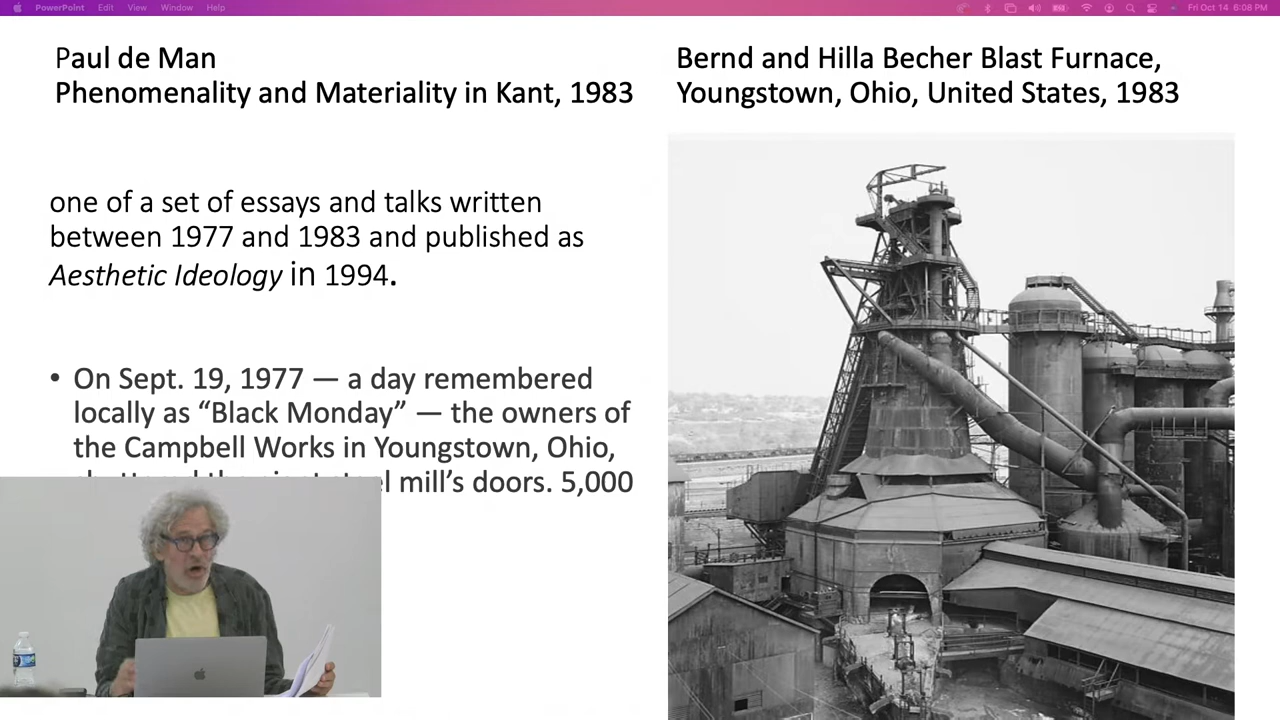 PowerPoint Edit View Window Help
Fri Oct 14 6:08 PM
Paul de Man
Phenomenality and Materiality in Kant, 1983
Bernd and Hilla Becher Blast Furnace,
Youngstown, Ohio, United States, 1983
one of a set of essays and talks written
between 1977 and 1983 and published as
Aesthetic Ideology in 1994.
• On Sept. 19, 1977 — a day remembered
locally as “Black Monday” — the owners of
the Campbell Works in Youngstown, Ohio,
mill’s doors. 5,000